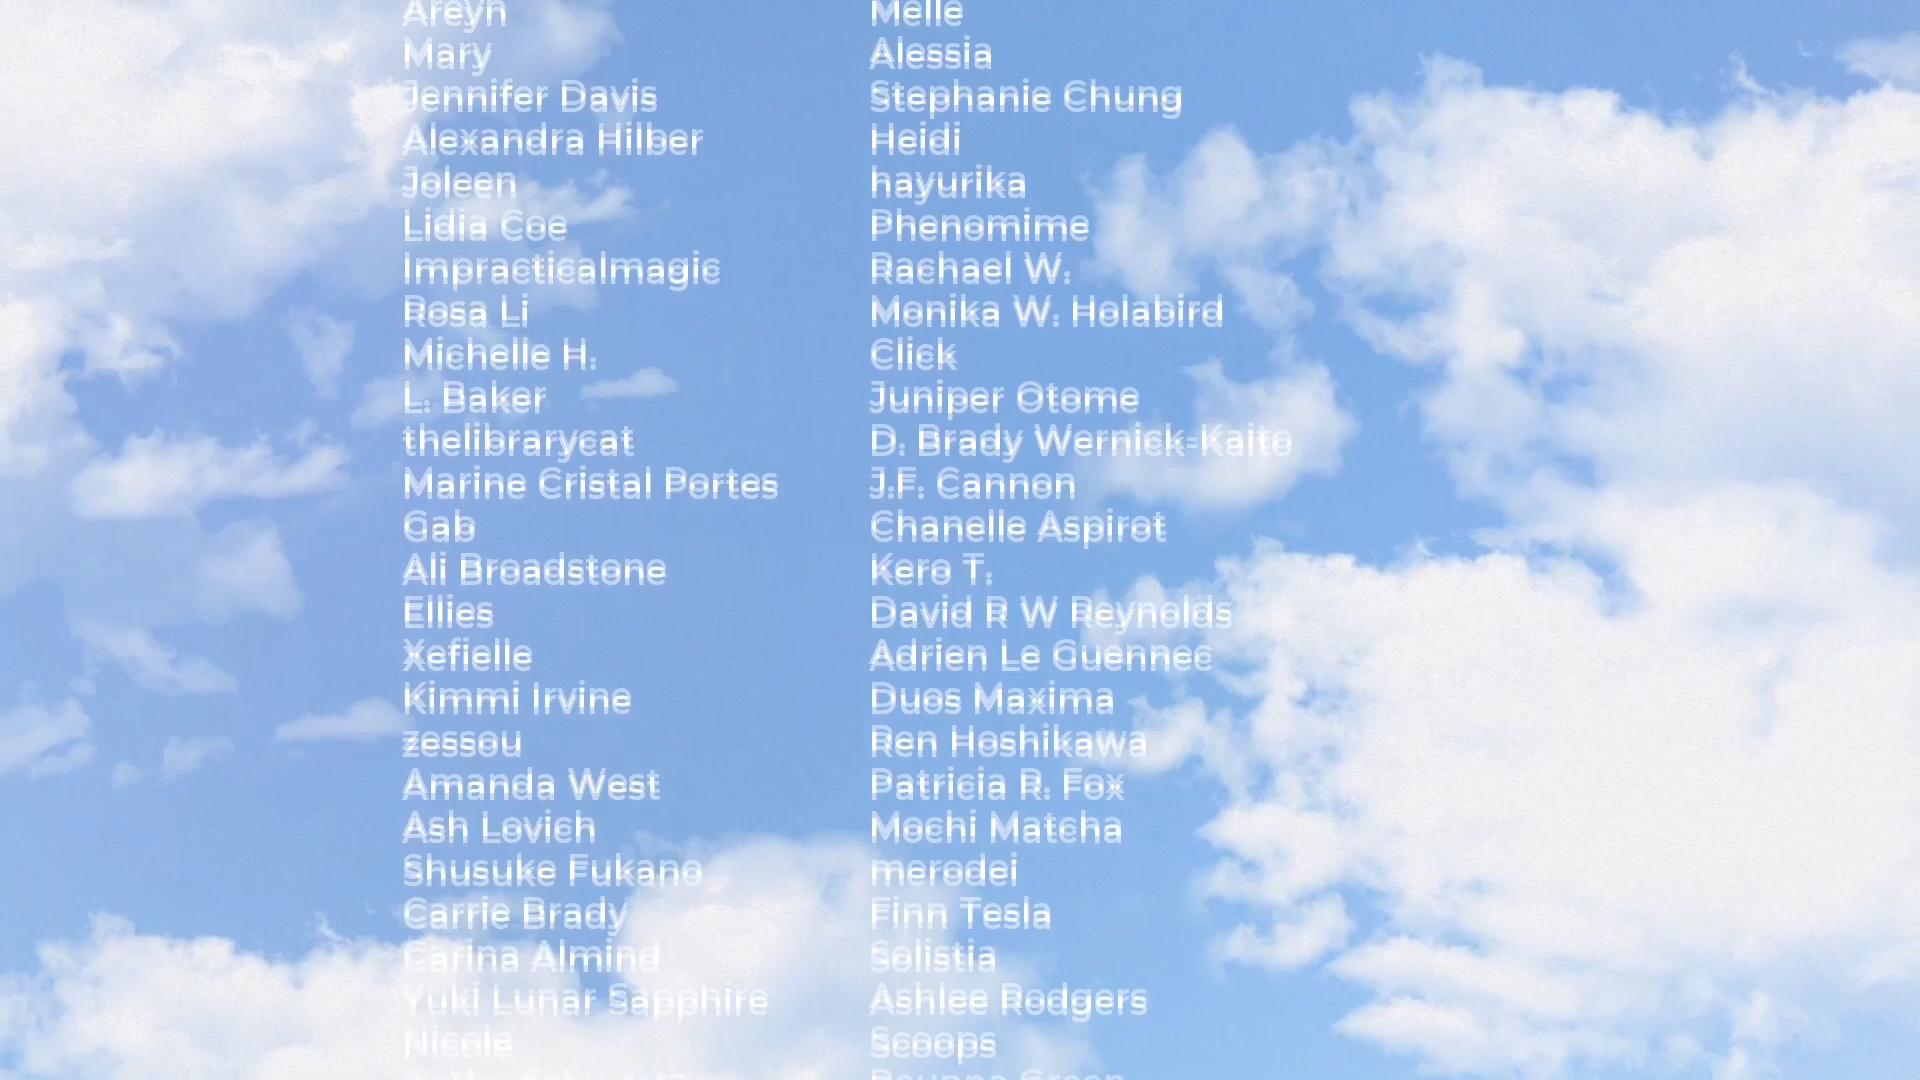 Areyn
Mary
Jennifer Davis
Alexandra Hilber
Joleen
Lidia Coe
Impracticalmagic
Rosa Li
Michelle H.
L. Baker
thelibrarycat
Marine Cristal Portes
Gab
Ali Broadstone
Ellies
Xefielle
Kimmi Irvine
zessou
Amanda West
Ash Lovich
Shusuke Fukano
Carrie Brady
Carina Almind
Yuki Lunar Sapphire
Nicole
Melle
Alessia
Stephanie Chung
Heidi
hayurika
Phenomime
Rachael W.
Monika W. Holabird
Click
Juniper Otome
D. Brady Wernick-Kaito
J.F. Cannon
Chanelle Aspirot
Kero T.
David R W Reynolds
Adrien Le Guennec
Duos Maxima
Ren Hoshikawa
Patricia R. Fox
Mochi Matcha
merodei
Finn Tesla
Solistia
Ashlee Rodgers
Scoops